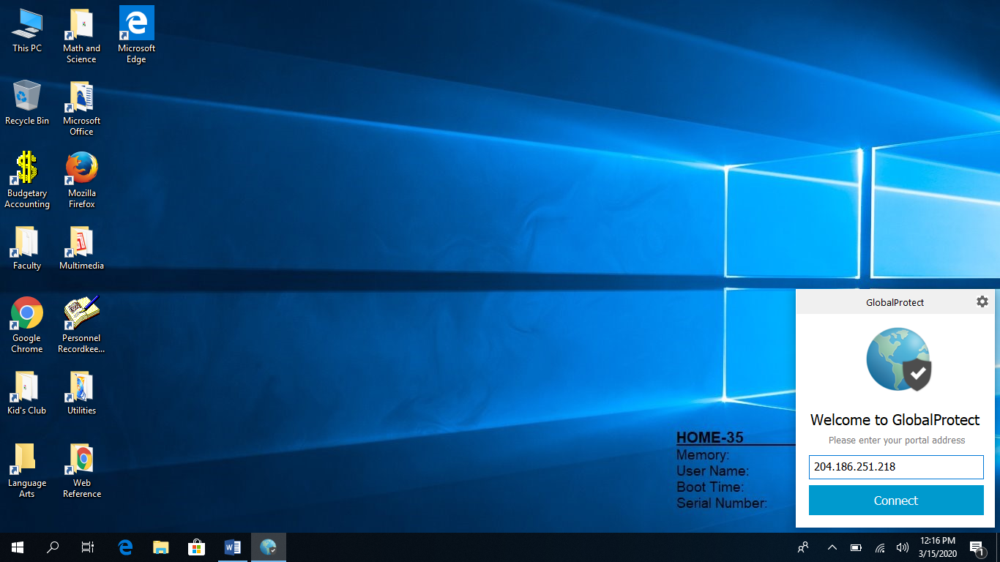 This PC
Math and
Science
Microsoft
Edge
Recycle Bin
Microsoft
Office
Budgetary
Accounting
Mozilla
Firefox
Faculty
Multimedia
Google
Chrome
Personnel
Recordkee...
Kid's Club
Utilities
Language
Arts
Web
Reference
HOME-35
Memory:
User Name:
Boot Time:
Serial Number:
GlobalProtect
Welcome to GlobalProtect
Please enter your portal address
204.186.251.218
Connect
12:16 PM
3/15/2020
1